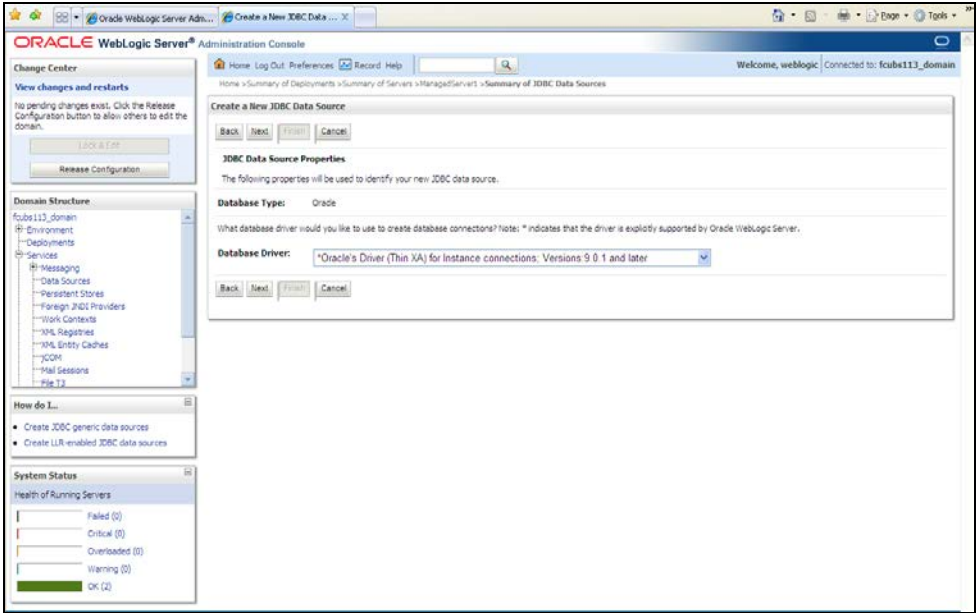 Oracle WebLogic Server Adm...
Create a New JDBC Data ...
Page
Tools
ORACLE WebLogic Server® Administration Console
Change Center
View changes and restarts
No pending changes exist. Click the Release
Configuration button to allow others to edit the
domain.
Lock & Edit
Release Configuration
Domain Structure
fcubs113_domain
Environment
Deployments
Services
Messaging
Data Sources
Persistent Stores
Foreign JNDI Providers
Work Contexts
XML Registries
XML Entity Caches
jCOM
Mail Sessions
File T3
How do I...
Create JDBC generic data sources
Create LLR-enabled JDBC data sources
System Status
Health of Running Servers
Failed (0)
Critical (0)
Overloaded (0)
Warning (0)
OK (2)
Home Log Out Preferences Record Help
Welcome, weblogic Connected to: fcubs113_domain
Home >Summary of Deployments >Summary of Servers >ManagedServer1 >Summary of JDBC Data Sources
Create a New JDBC Data Source
Back Next Finish Cancel
JDBC Data Source Properties
The following properties will be used to identify your new JDBC data source.
Database Type: Oracle
What database driver would you like to use to create database connections? Note: * indicates that the driver is explicitly supported by Oracle WebLogic Server.
Database Driver: *Oracle's Driver (Thin XA) for Instance connections; Versions:9.0.1 and later
Back Next Finish Cancel